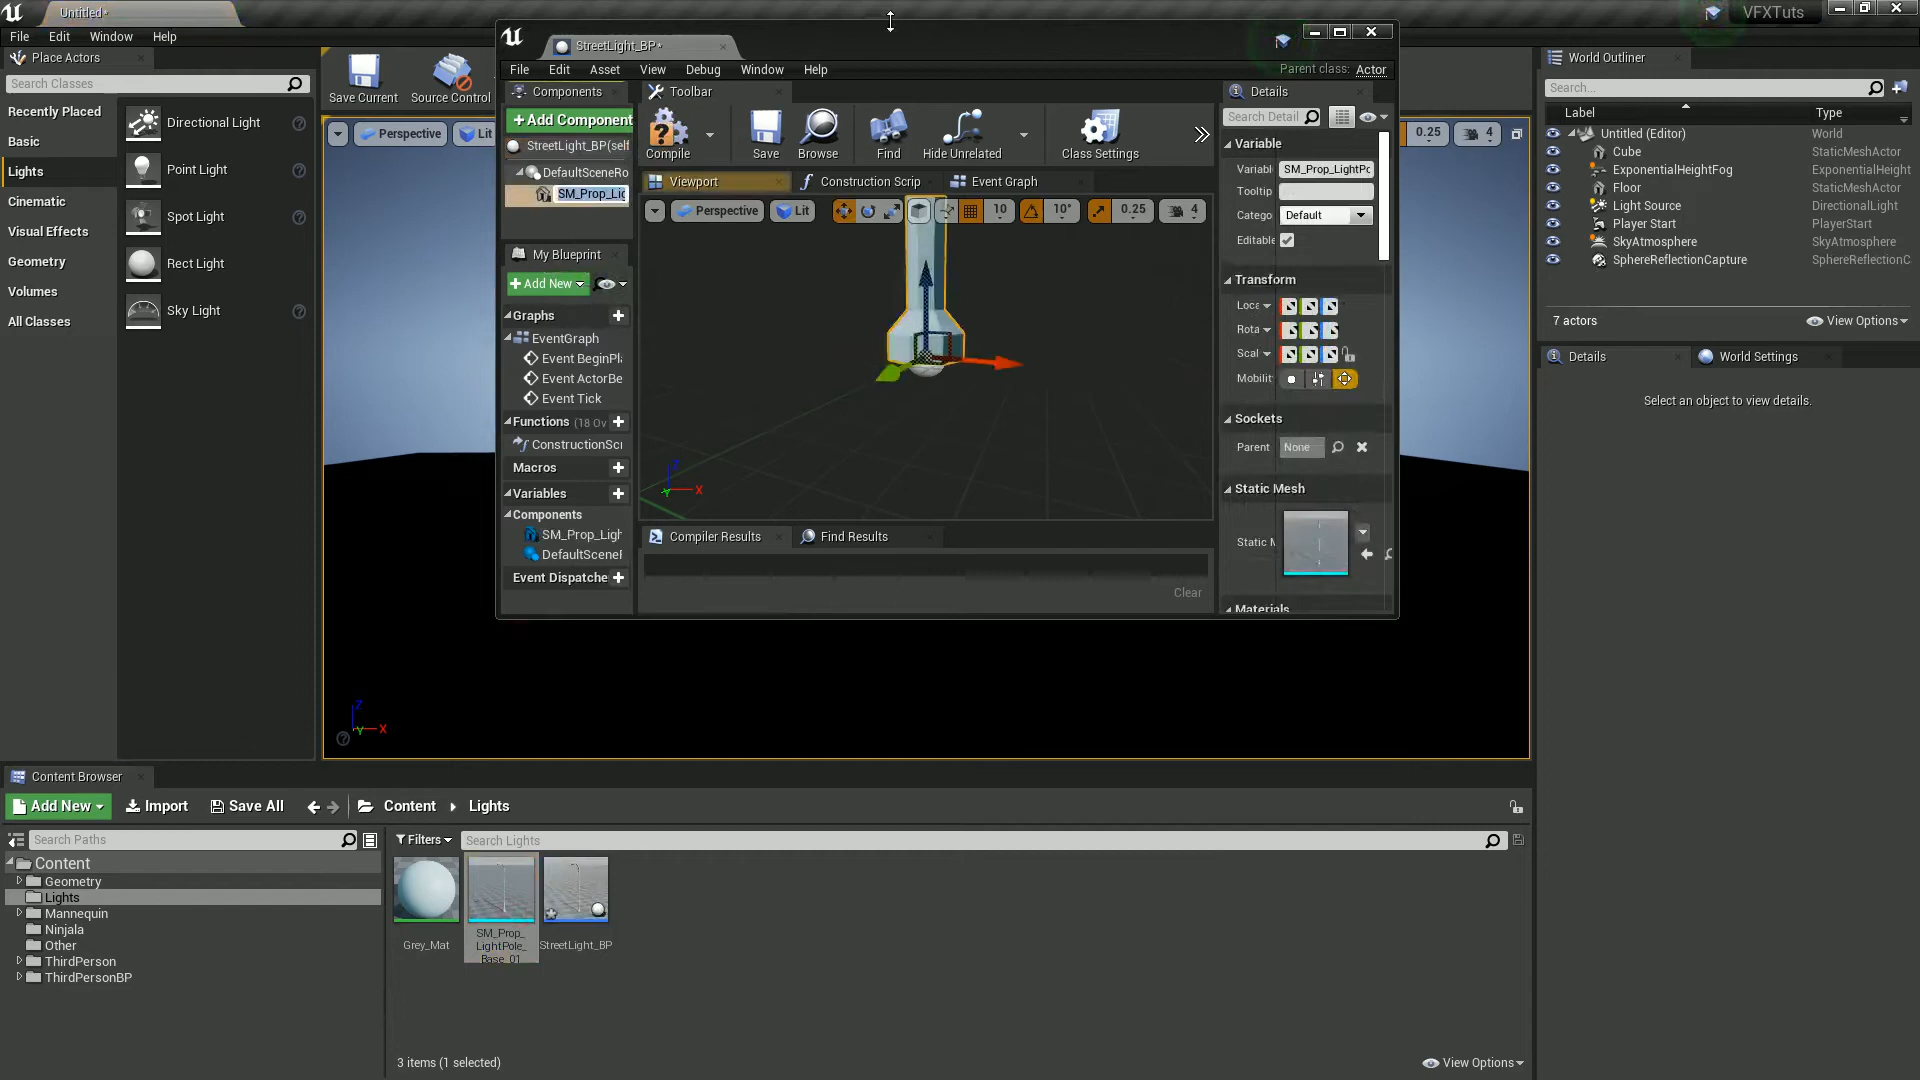 Untitled*
VFXTuts
File Edit Window Help
Place Actors
Search Classes
Recently Placed
Basic
Lights
Cinematic
Visual Effects
Geometry
Volumes
All Classes
Directional Light
Point Light
Spot Light
Rect Light
Sky Light
Save Current
Source Control
Perspective
Lit
StreetLight_BP*
File Edit Asset View Debug Window Help
Parent class: Actor
Components
+Add Component
StreetLight_BP(self
DefaultSceneRo
SM_Prop_Lig
My Blueprint
+Add New
Graphs
EventGraph
Event BeginPla
Event ActorBe
Event Tick
Functions (18 Ov
ConstructionScr
Macros
Variables
Components
SM_Prop_Ligh
DefaultSceneF
Event Dispatche
Toolbar
Compile
Save
Browse
Find
Hide Unrelated
Class Settings
Viewport
Construction Scrip
Event Graph
Perspective
Lit
10
10°
0.25
4
Z
X
Y
Compiler Results
Find Results
Clear
Details
Search Detail
Variable
Variabl
SM_Prop_LightPo
Tooltip
Catego
Default
Editable
Transform
Loca
Rota
Scal
Mobilit
Sockets
Parent
None
Static Mesh
Static M
Materials
0.25
4
Z
X
Y
World Outliner
Search...
Label
Type
Untitled (Editor) World
Cube StaticMeshActor
ExponentialHeightFog ExponentialHeight
Floor StaticMeshActor
Light Source DirectionalLight
Player Start PlayerStart
SkyAtmosphere SkyAtmosphere
SphereReflectionCapture SphereReflectionC
7 actors
View Options
Details
World Settings
Select an object to view details.
Content Browser
Add New
Import
Save All
Content
Lights
Search Paths
Filters
Search Lights
Content
Geometry
Lights
Mannequin
Ninjala
Other
ThirdPerson
ThirdPersonBP
Grey_Mat
SM_Prop_
LightPole_
Base_01
StreetLight_BP
3 items (1 selected)
View Options